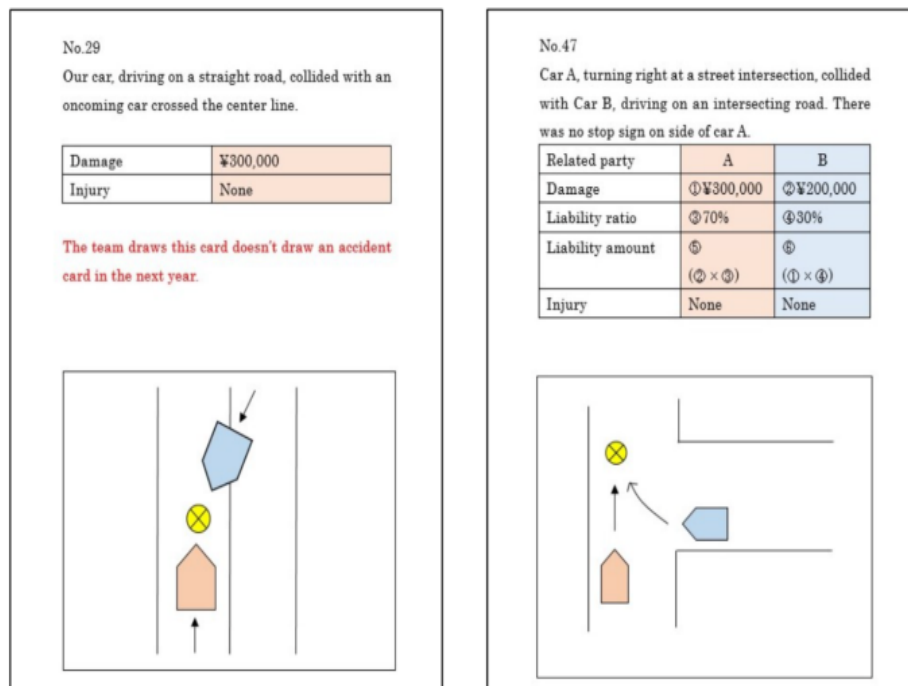 No.29
Our car, driving on a straight road, collided with an
oncoming car crossed the center line.
Damage ¥300,000
Injury None
The team draws this card doesn't draw an accident
card in the next year.
No.47
Car A, turning right at a street intersection, collided
with Car B, driving on an intersecting road. There
was no stop sign on side of car A.
Related party A B
Damage ①¥300,000 ②¥200,000
Liability ratio ③70% ④30%
Liability amount ⑤ ⑥
(②×③) (①×④)
Injury None None